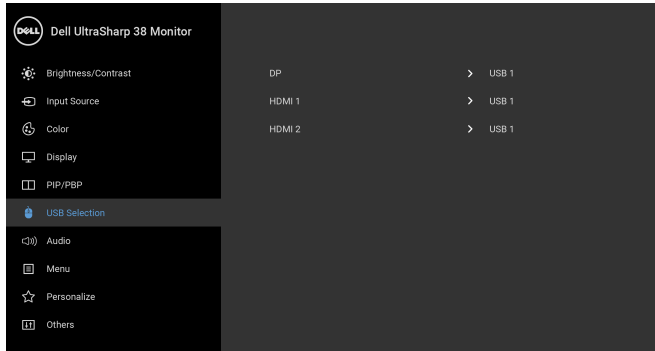 DELL Dell UltraSharp 38 Monitor
Brightness/Contrast
Input Source
Color
Display
PIP/PBP
USB Selection
Audio
Menu
Personalize
Others
DP > USB 1
HDMI 1 > USB 1
HDMI 2 > USB 1